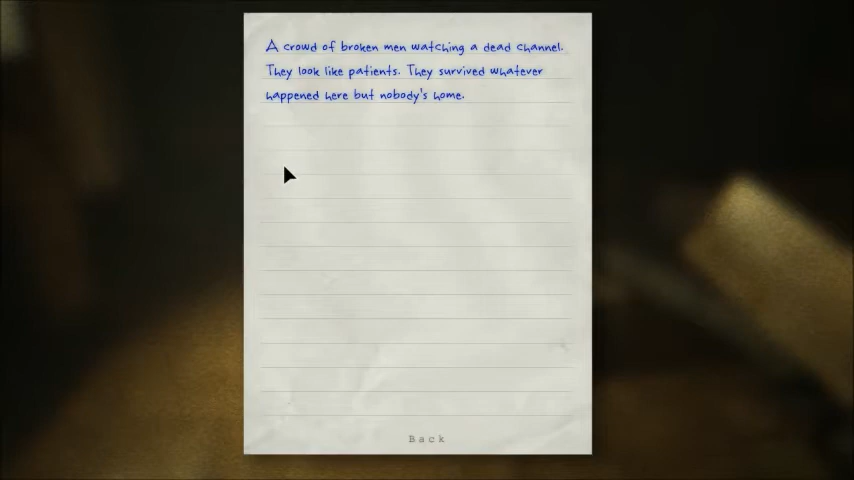 A crowd of broken men watching a dead channel.
They look like patients. They survived whatever
happened here but nobody's home.
Back